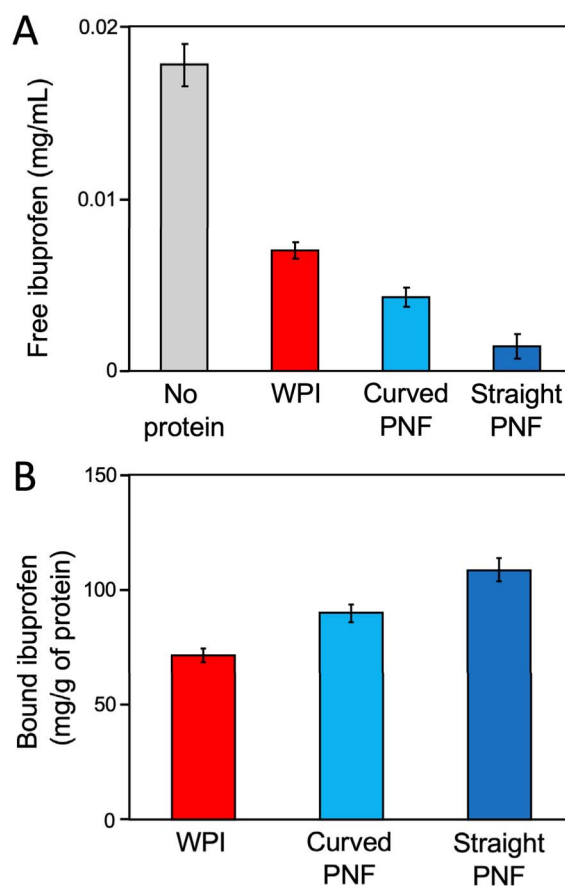 A
Free ibuprofen (mg/mL)
0.02
0.01
0
No
protein
WPI
Curved
PNF
Straight
PNF
B
Bound ibuprofen
(mg/g of protein)
150
100
50
0
WPI
Curved
PNF
Straight
PNF